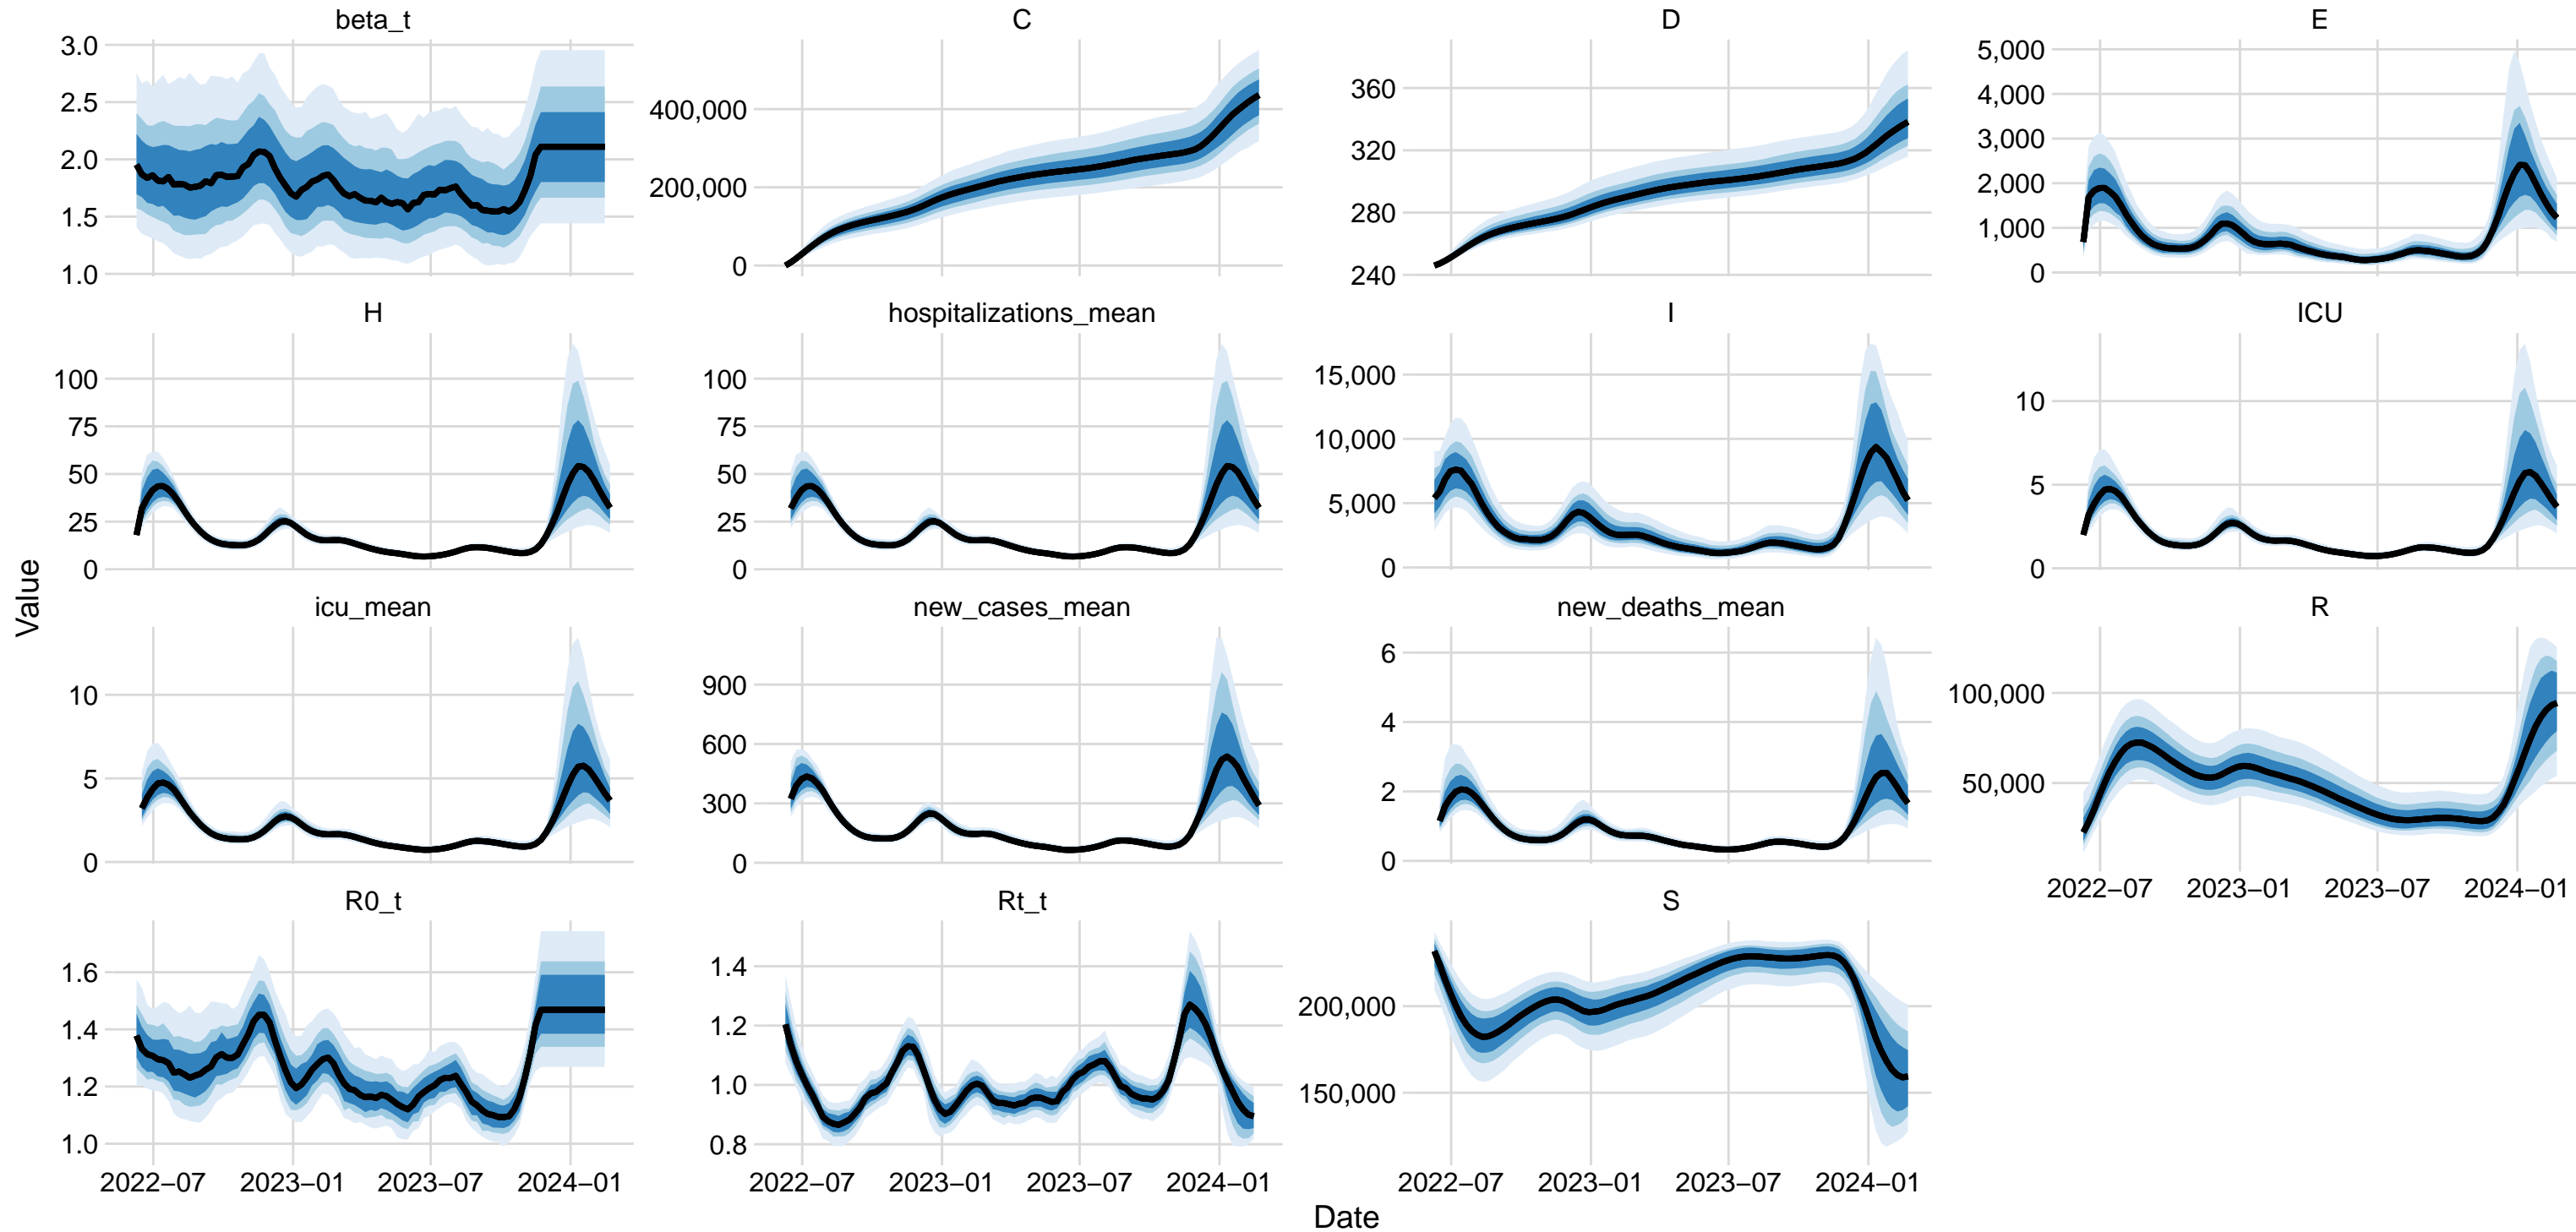 beta_t
C
D
E
3.0
2.5
2.0
1.5
1.0
400,000
200,000
0
360
320
280
240
5,000
4,000
3,000
2,000
1,000
0
H
hospitalizations_mean
I
ICU
100
75
50
25
0
100
75
50
25
0
15,000
10,000
5,000
0
10
5
0
Value
icu_mean
new_cases_mean
new_deaths_mean
R
10
5
0
900
600
300
0
6
4
2
0
100,000
50,000
2022−07 2023−01 2023−07 2024−01
R0_t
Rt_t
S
1.6
1.4
1.2
1.0
1.4
1.2
1.0
0.8
200,000
150,000
2022−07 2023−01 2023−07 2024−01
2022−07 2023−01 2023−07 2024−01
2022−07 2023−01 2023−07 2024−01
Date